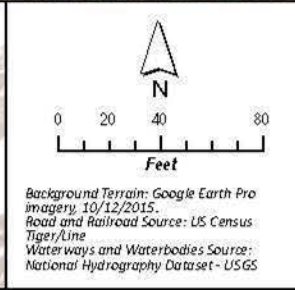 N
0 20 40 80
Feet
Background Terrain: Google Earth Pro
imagery, 10/12/2015.
Road and Railroad Source: US Census
Tiger/Line
Waterways and Waterbodies Source:
National Hydrography Dataset - USGS